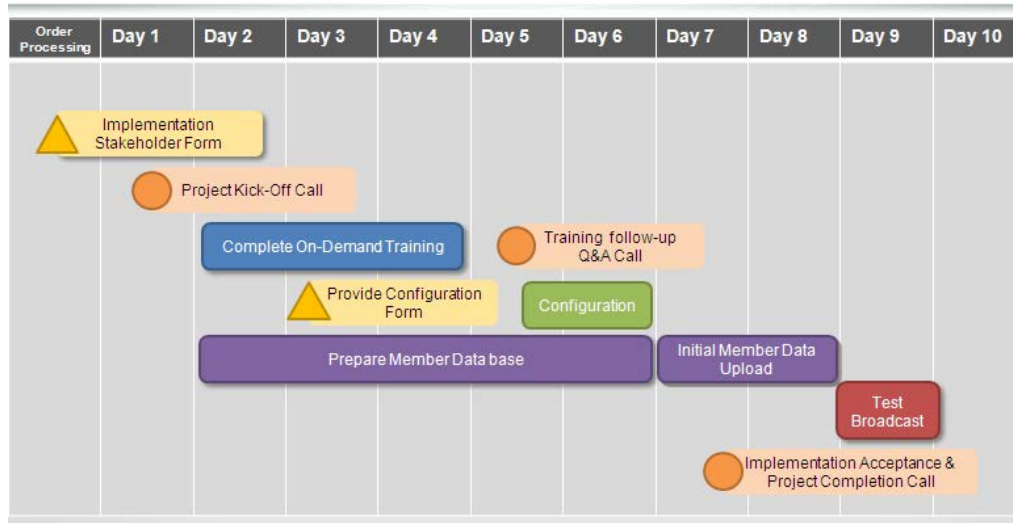 Order
Processing
Day 1
Day 2
Day 3
Day 4
Day 5
Day 6
Day 7
Day 8
Day 9
Day 10
Implementation
Stakeholder Form
Project Kick-Off Call
Complete On-Demand Training
Training follow-up
Q&A Call
Provide Configuration
Form
Configuration
Prepare Member Data base
Initial Member Data
Upload
Test
Broadcast
Implementation Acceptance &
Project Completion Call